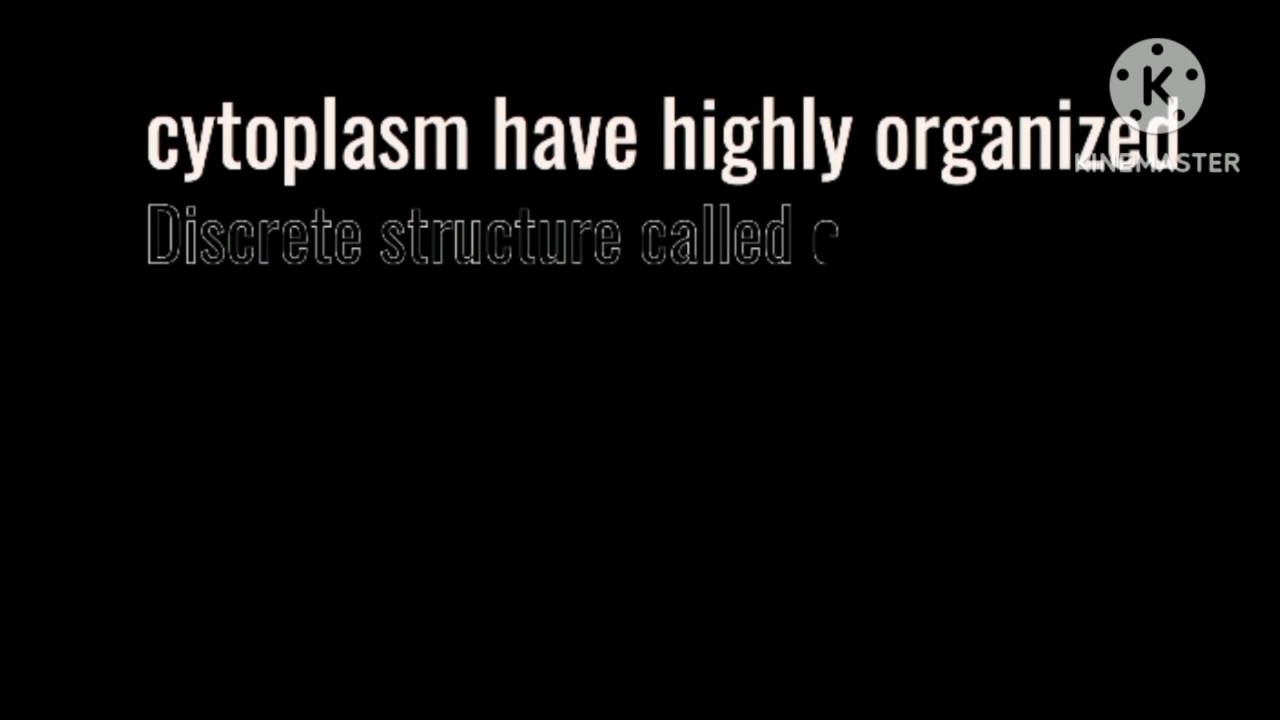 cytoplasm have highly organized
Discrete structure called
K
KINEMASTER